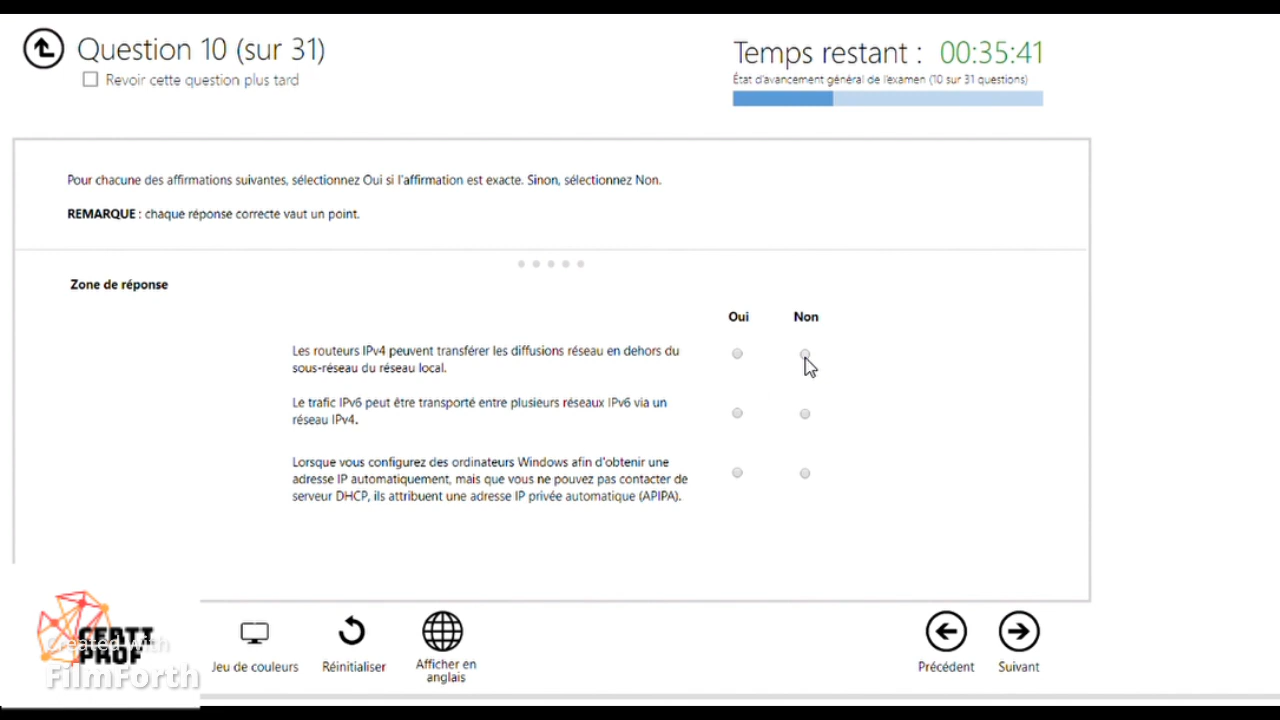 Question 10 (sur 31)
Revoir cette question plus tard
Temps restant : 00:35:41
État d'avancement général de l'examen (10 sur 31 questions)
Pour chacune des affirmations suivantes, sélectionnez Oui si l'affirmation est exacte. Sinon, sélectionnez Non.
REMARQUE : chaque réponse correcte vaut un point.
Zone de réponse
Oui Non
Les routeurs IPv4 peuvent transférer les diffusions réseau en dehors du
sous-réseau du réseau local.
Le trafic IPv6 peut être transporté entre plusieurs réseaux IPv6 via un
réseau IPv4.
Lorsque vous configurez des ordinateurs Windows afin d'obtenir une
adresse IP automatiquement, mais que vous ne pouvez pas contacter de
serveur DHCP, ils attribuent une adresse IP privée automatique (APIPA).
CERTI
PROF
Created with
FilmForth
Jeu de couleurs
Réinitialiser
Afficher en
anglais
Précédent
Suivant